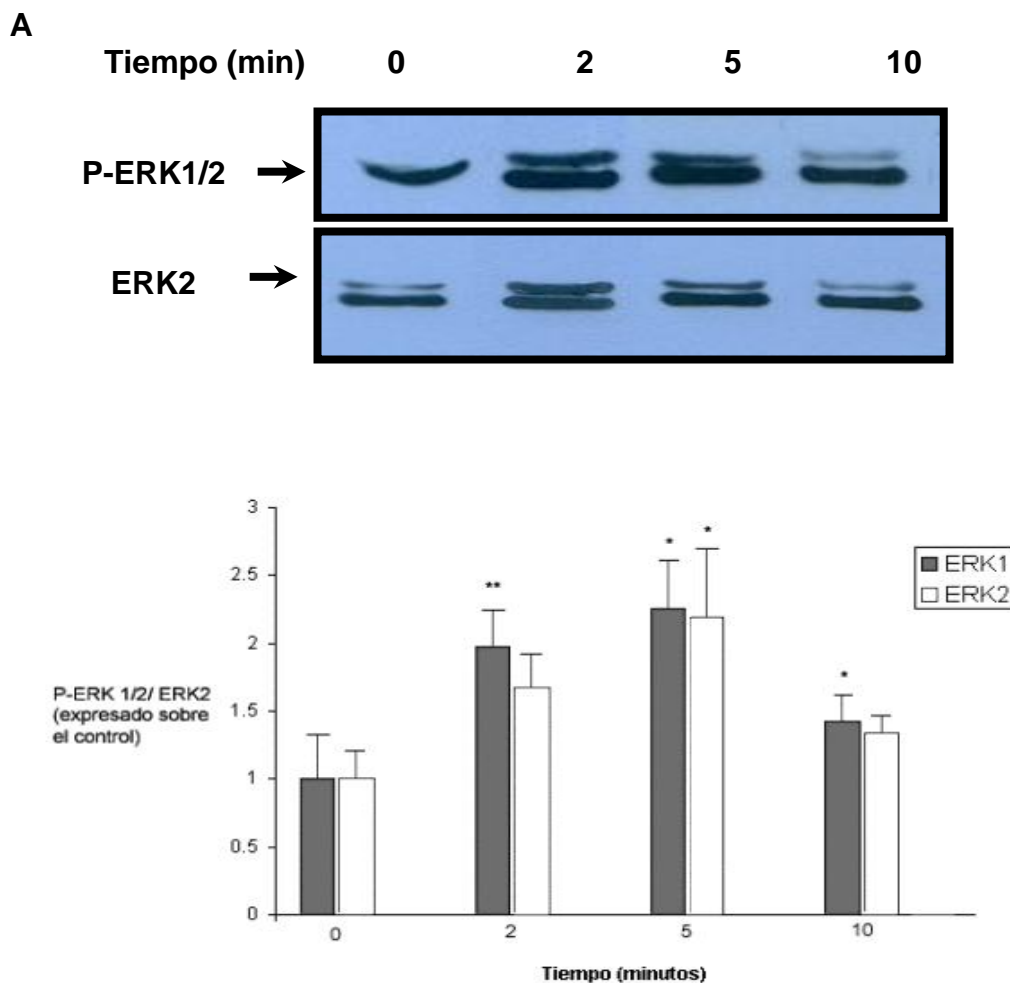 A
Tiempo (min) 0 2 5 10
P-ERK1/2
ERK2
3
2.5
2
1.5
1
0.5
0
P-ERK 1/2/ ERK2
(expresado sobre
el control)
**
*
*
*
ERK1
ERK2
0 2 5 10
Tiempo (minutos)